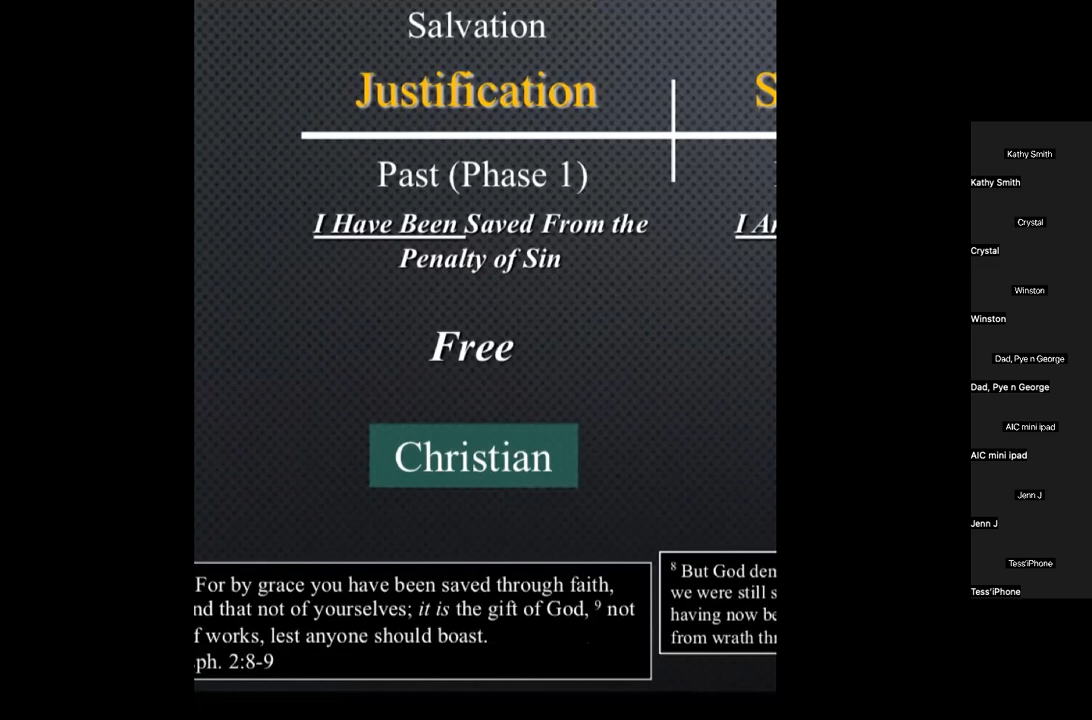 Salvation
Justification
S
Past (Phase 1)
I Have Been Saved From the
Penalty of Sin
I
Free
Christian
For by grace you have been saved through faith,
nd that not of yourselves; it is the gift of God, 9 not
f works, lest anyone should boast.
ph. 2:8-9
8 But God
we were still s
having now
from wrath
Kathy Smith
Kathy Smith
Crystal
Crystal
Winston
Winston
Dad, Pye n George
Dad, Pye n George
AIC mini ipad
AIC mini ipad
Jenn J
Jenn J
Tess'iPhone
Tess'iPhone